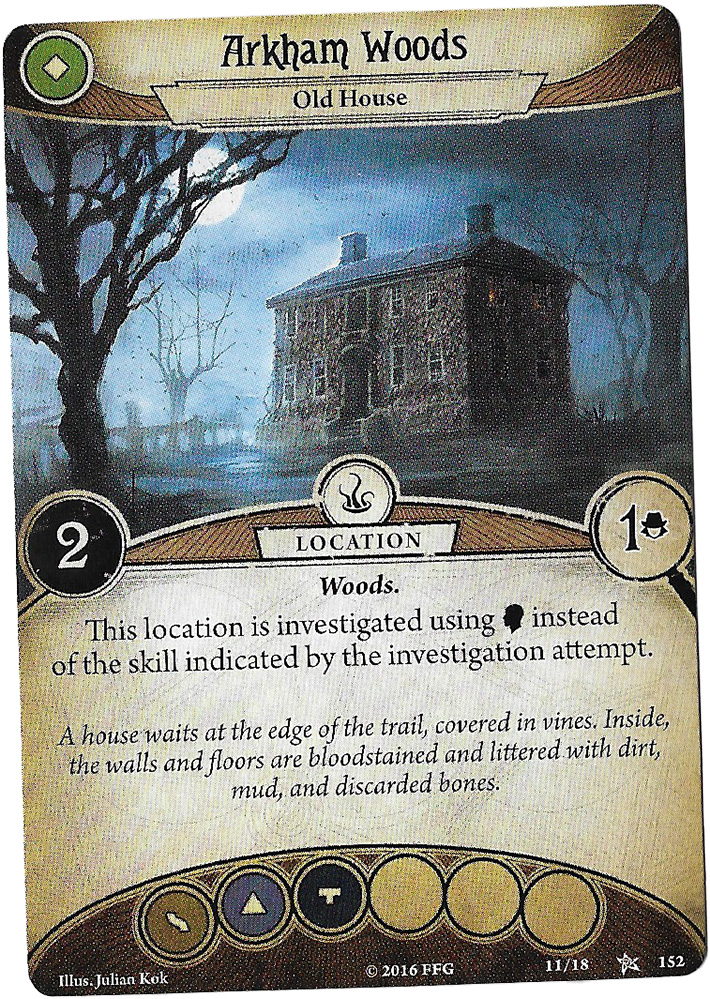 Arkham Woods
Old House
2
1
LOCATION
Woods.
This location is investigated using instead
of the skill indicated by the investigation attempt.
A house waits at the edge of the trail, covered in vines. Inside,
the walls and floors are bloodstained and littered with dirt,
mud, and discarded bones.
Illus. Julian Kok
© 2016 FFG
11/18
152